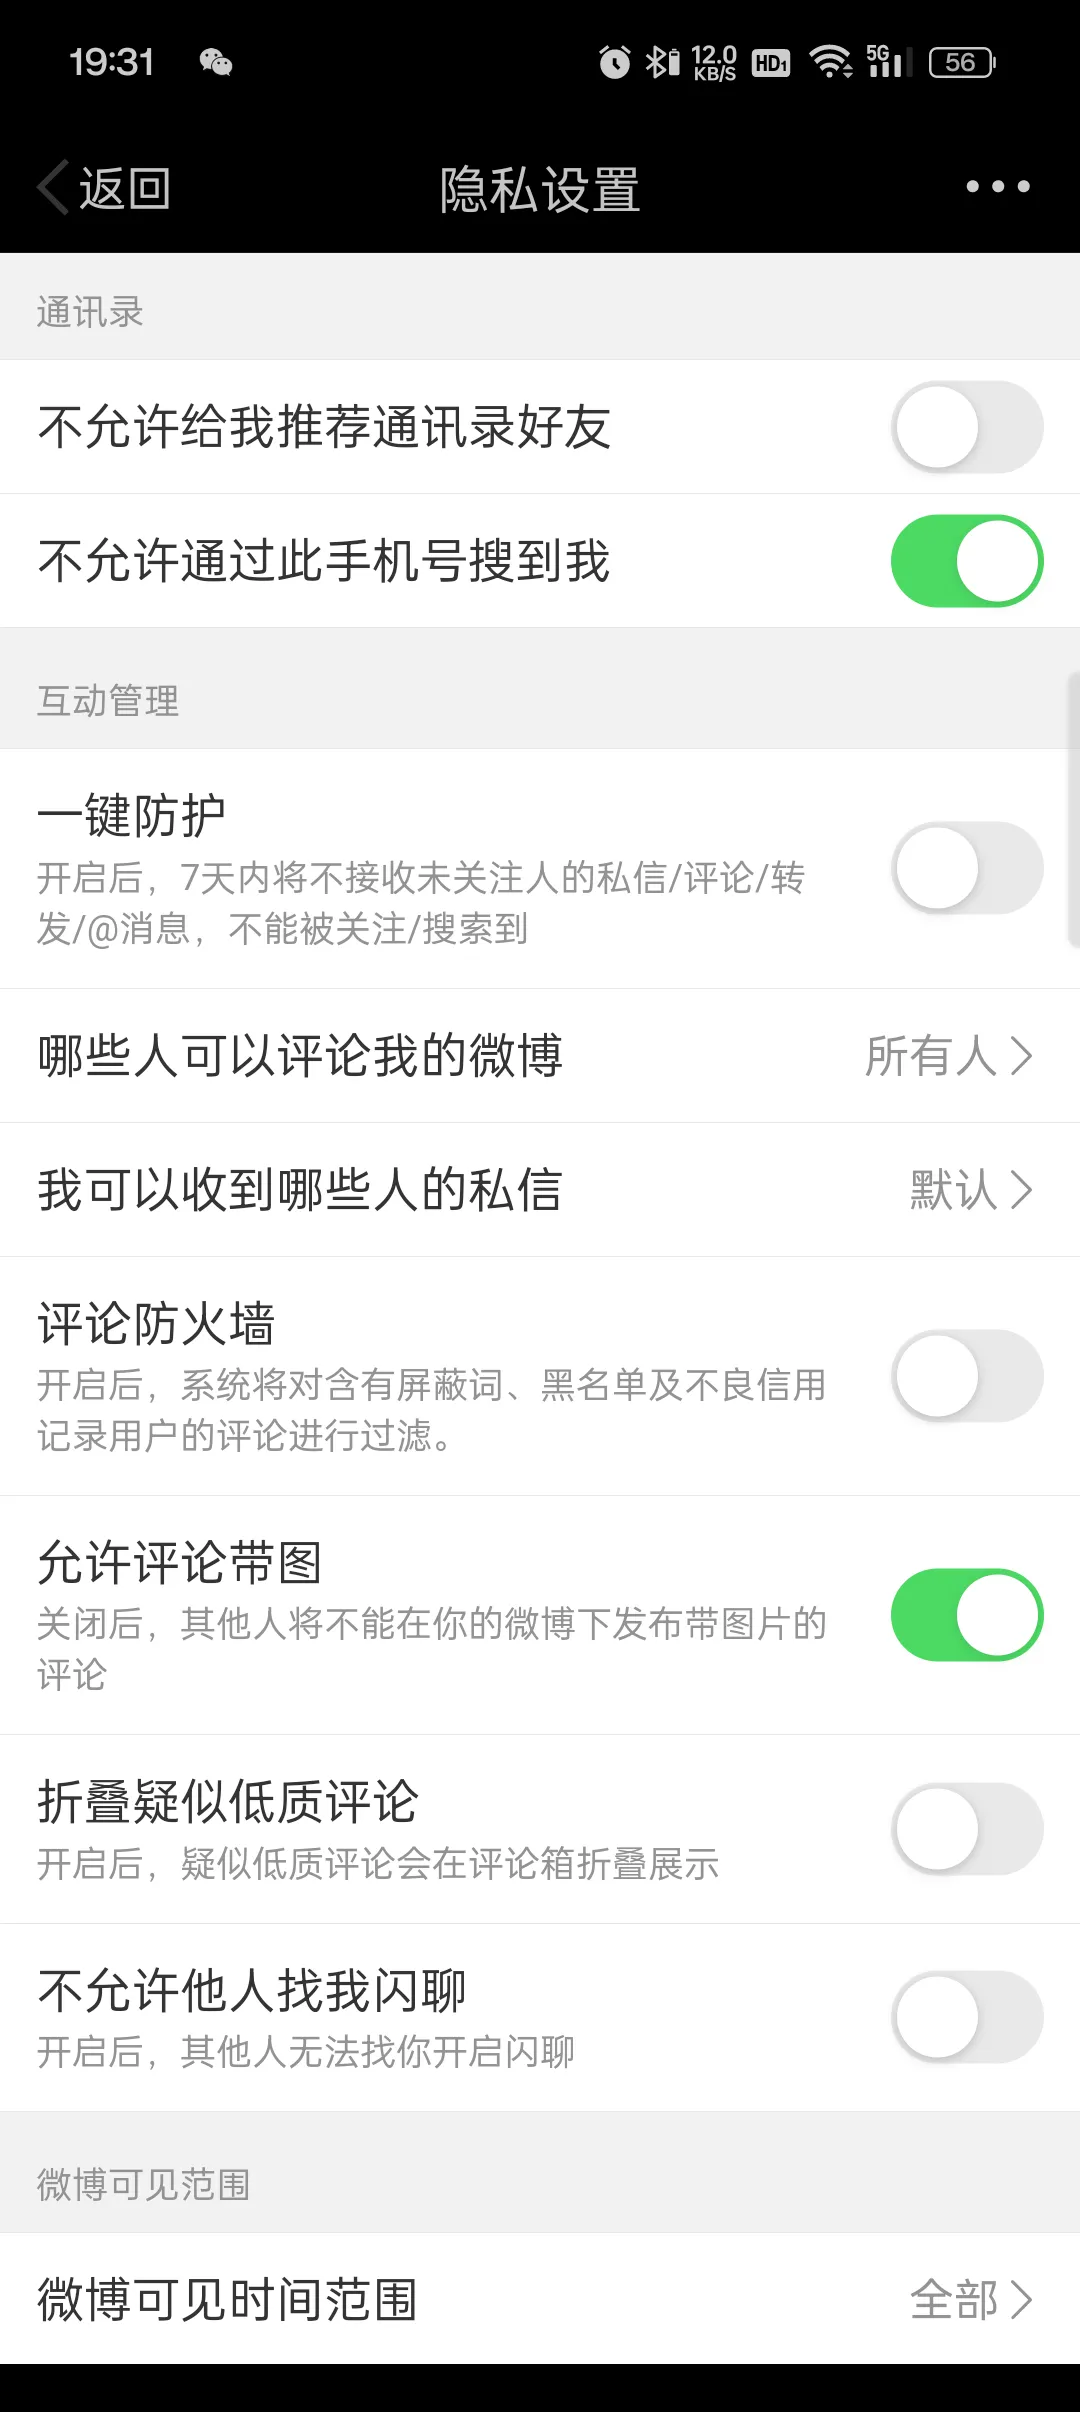 19:31
12.0
KB/S
HD1
5G
56
返回
隐私设置
通讯录
不允许给我推荐通讯录好友
不允许通过此手机号搜到我
互动管理
一键防护
开启后，7天内将不接收未关注人的私信/评论/转
发/@消息，不能被关注/搜索到
哪些人可以评论我的微博 所有人
我可以收到哪些人的私信 默认
评论防火墙
开启后，系统将对含有屏蔽词、黑名单及不良信用
记录用户的评论进行过滤。
允许评论带图
关闭后，其他人将不能在你的微博下发布带图片的
评论
折叠疑似低质评论
开启后，疑似低质评论会在评论箱折叠展示
不允许他人找我闪聊
开启后，其他人无法找你开启闪聊
微博可见范围
微博可见时间范围 全部